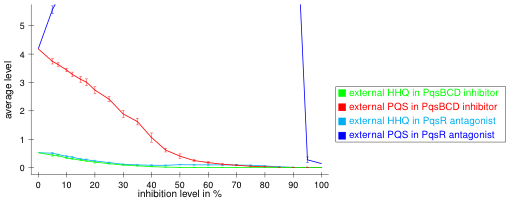 5
4
3
2
1
0
average level
0 10 20 30 40 50 60 70 80 90 100
inhibition level in %
external HHQ in PqsBCD inhibitor
external PQS in PqsBCD inhibitor
external HHQ in PqsR antagonist
external PQS in PqsR antagonist